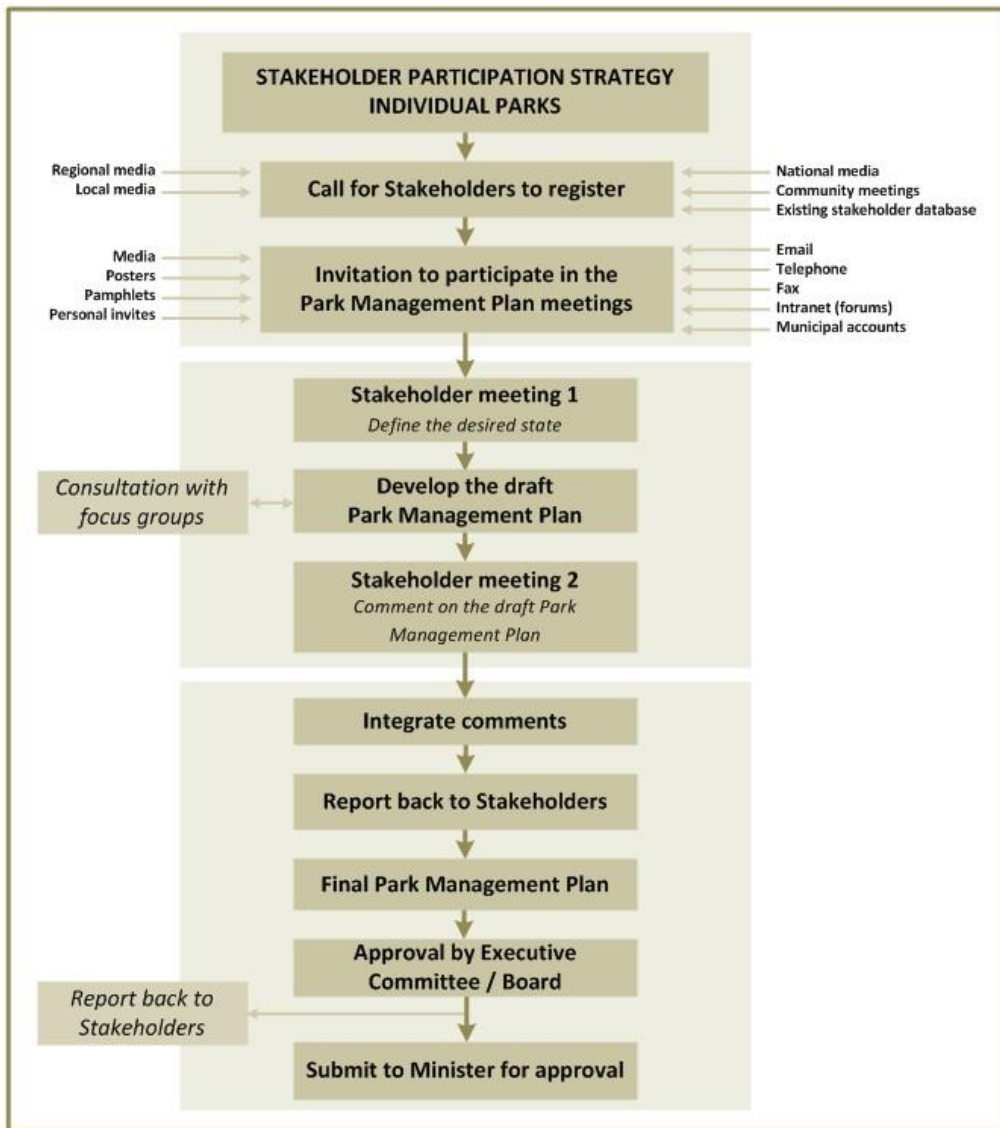 STAKEHOLDER PARTICIPATION STRATEGY
INDIVIDUAL PARKS
Regional media
Local media
Call for Stakeholders to register
National media
Community meetings
Existing stakeholder database
Media
Posters
Pamphlets
Personal invites
Invitation to participate in the
Park Management Plan meetings
Email
Telephone
Fax
Intranet (forums)
Municipal accounts
Stakeholder meeting 1
Define the desired state
Consultation with
focus groups
Develop the draft
Park Management Plan
Stakeholder meeting 2
Comment on the draft Park
Management Plan
Integrate comments
Report back to Stakeholders
Final Park Management Plan
Approval by Executive
Committee / Board
Report back to
Stakeholders
Submit to Minister for approval